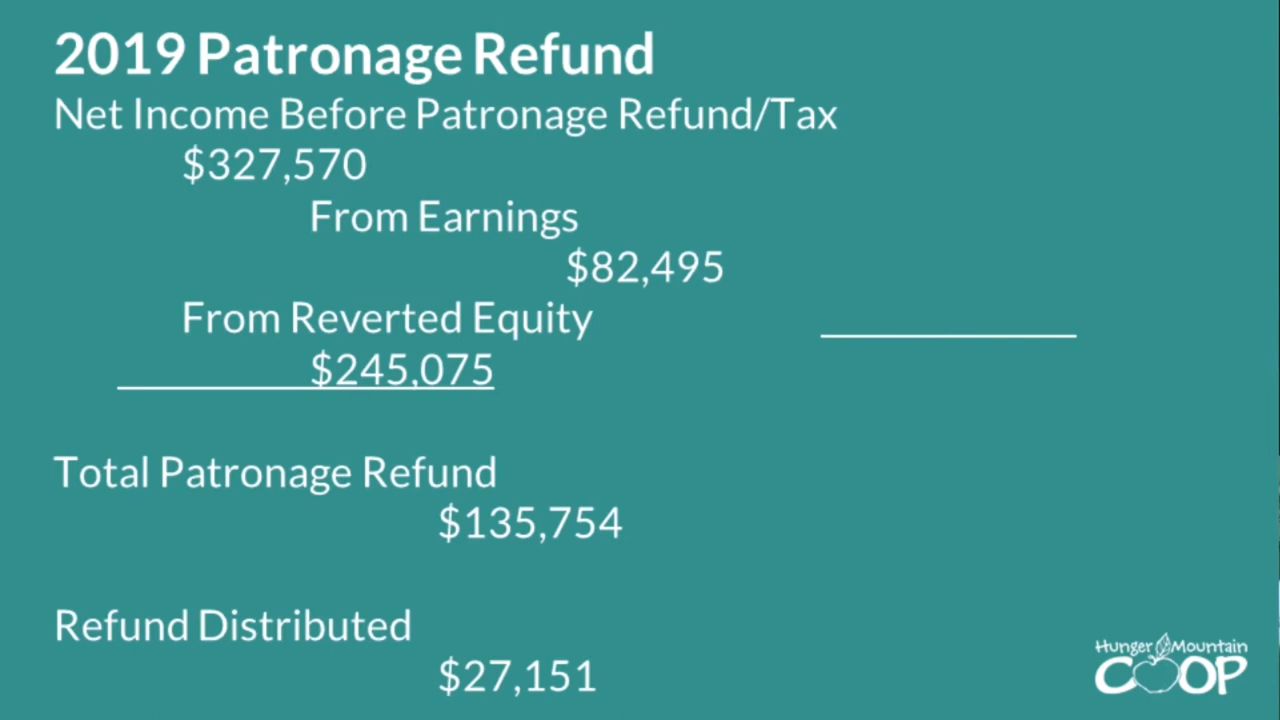 2019 Patronage Refund
Net Income Before Patronage Refund/Tax
$327,570
From Earnings
$82,495
From Reverted Equity
$245,075
Total Patronage Refund
$135,754
Refund Distributed
$27,151
Hunger Mountain
COOP